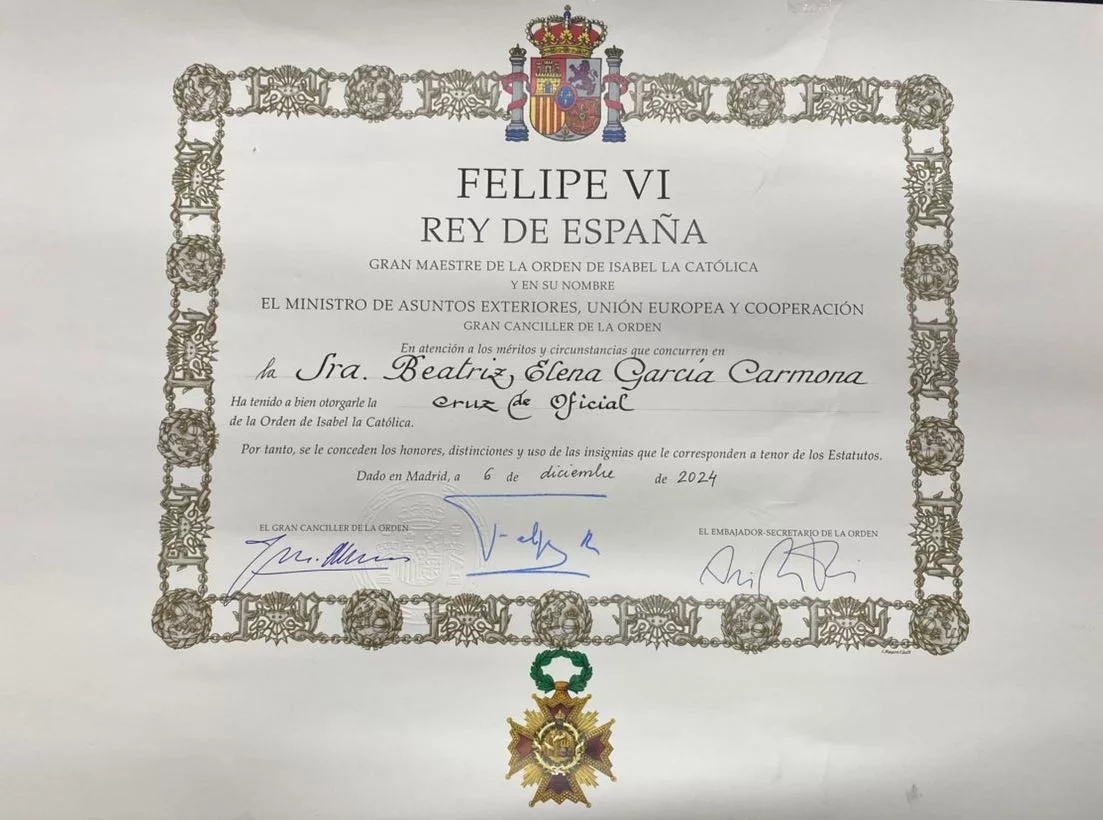 FELIPE VI
REY DE ESPAÑA
GRAN MAESTRE DE LA ORDEN DE ISABEL LA CATÓLICA
Y EN SU NOMBRE
EL MINISTRO DE ASUNTOS EXTERIORES, UNIÓN EUROPEA Y COOPERACIÓN
GRAN CANCILLER DE LA ORDEN
En atención a los méritos y circunstancias que concurren en
la Sra. Beatriz Elena García Carmona
Ha tenido a bien otorgarle la Cruz de Oficial
de la Orden de Isabel la Católica.
Por tanto, se le conceden los honores, distinciones y uso de las insignias que le corresponden a tenor de los Estatutos.
Dado en Madrid, a 6 de diciembre de 2024
EL GRAN CANCILLER DE LA ORDEN
EL EMBAJADOR-SECRETARIO DE LA ORDEN